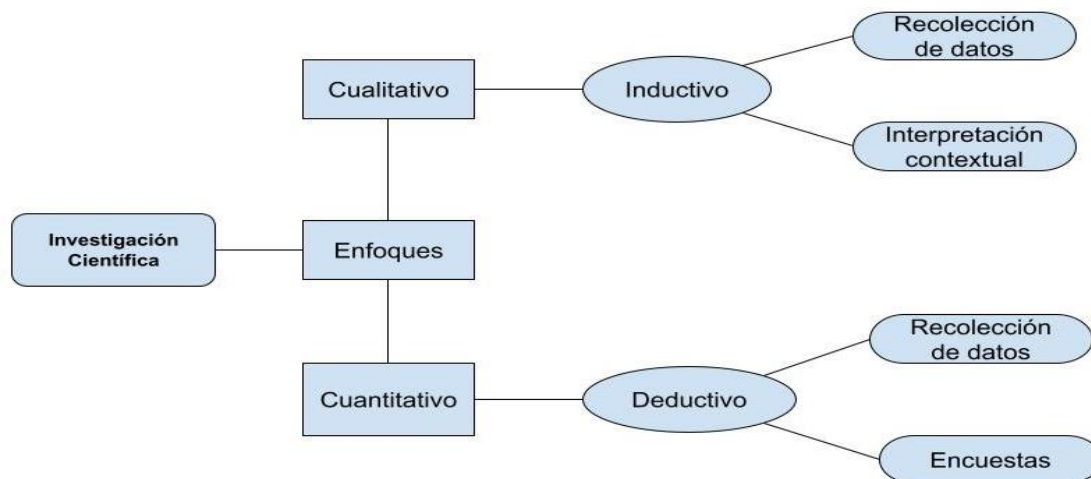 Investigación
Científica
Enfoques
Cualitativo
Inductivo
Recolección
de datos
Interpretación
contextual
Cuantitativo
Deductivo
Recolección
de datos
Encuestas